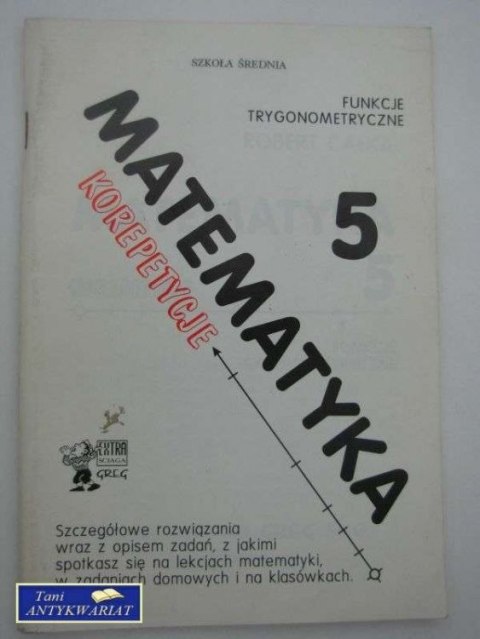 SZKOŁA ŚREDNIA
FUNKCJE
TRYGONOMETRYCZNE
MATEMATYKA
5
KOREPETYCJE
EXTRA
ŚCIĄGA
GREG
Szczegółowe rozwiązania
wraz z opisem zadań, z jakimi
spotkasz się na lekcjach matematyki,
w zadaniach domowych i na klasówkach.
Tani
ANTYKWARIAT